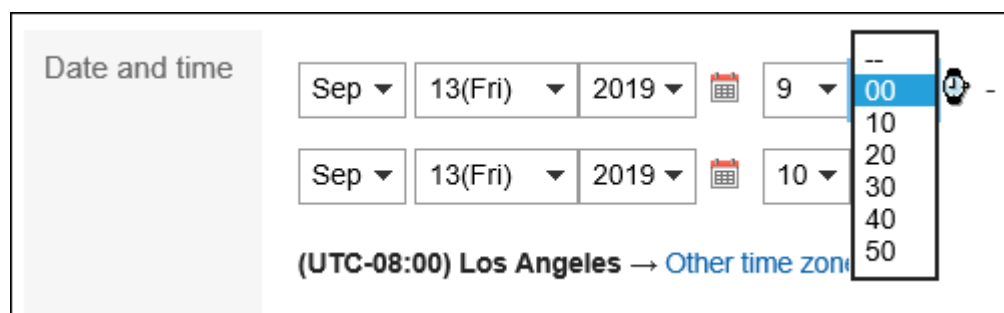 Date and time
Sep 13(Fri) 2019 9 -
--
00
10
20
30
40
50
Sep 13(Fri) 2019 10
(UTC-08:00) Los Angeles → Other time zone